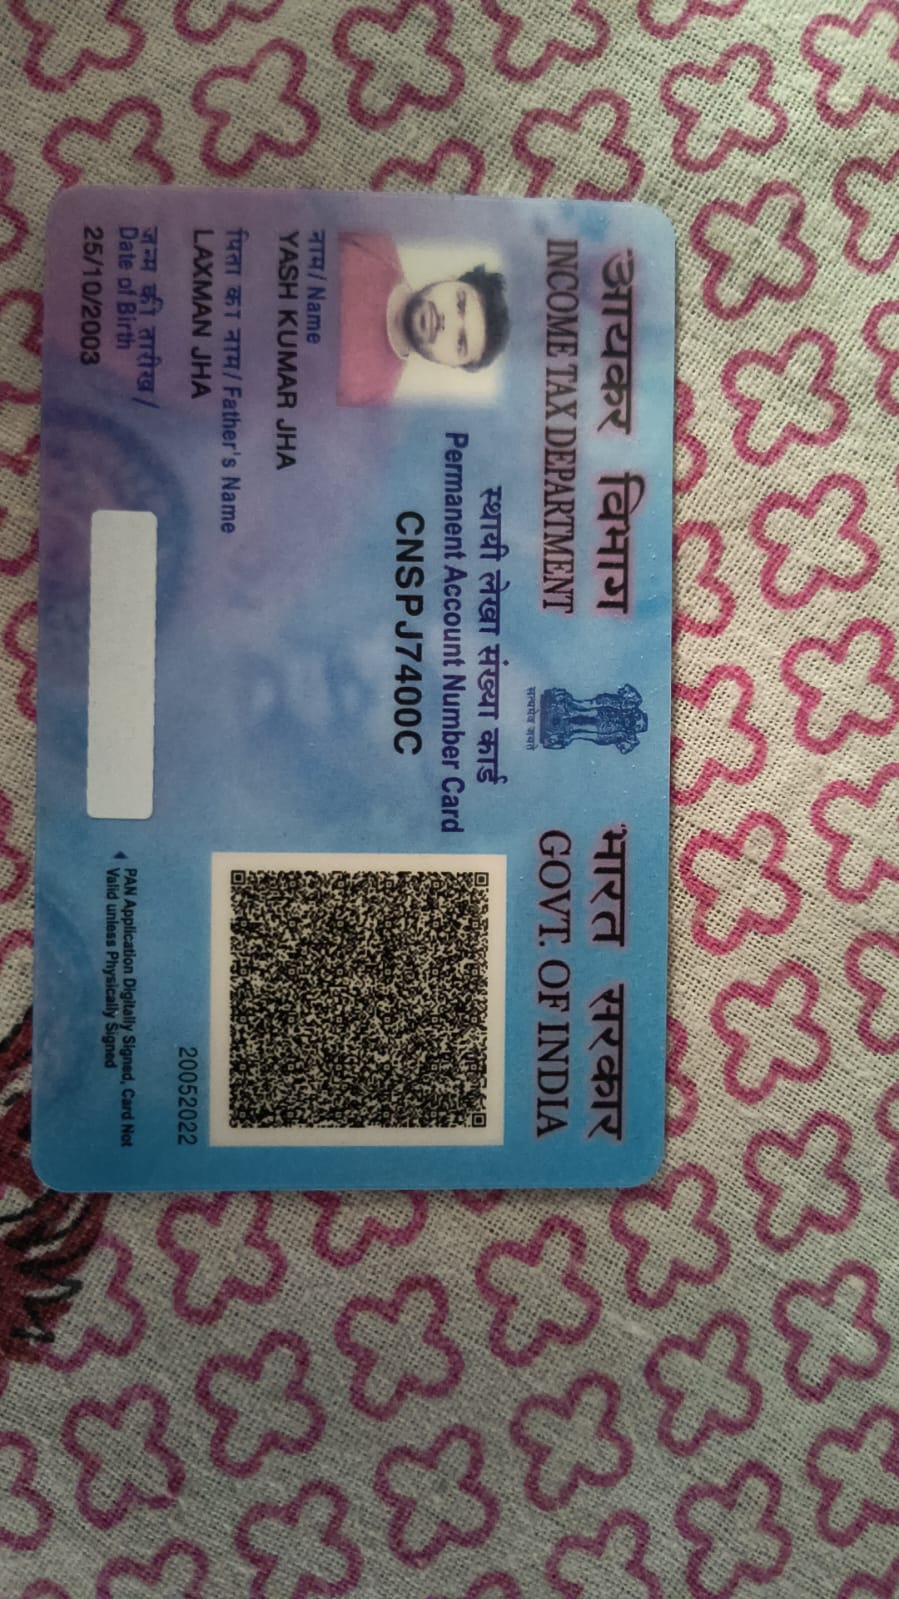 आयकर विभाग
INCOME TAX DEPARTMENT
सत्यमेव जयते
भारत सरकार
GOVT. OF INDIA
स्थायी लेखा संख्या कार्ड
Permanent Account Number Card
CNSPJ7400C
नाम / Name
YASH KUMAR JHA
पिता का नाम / Father's Name
LAXMAN JHA
जन्म की तारीख /
Date of Birth
25/10/2003
20052022
PAN Application Digitally Signed, Card Not
Valid unless Physically Signed